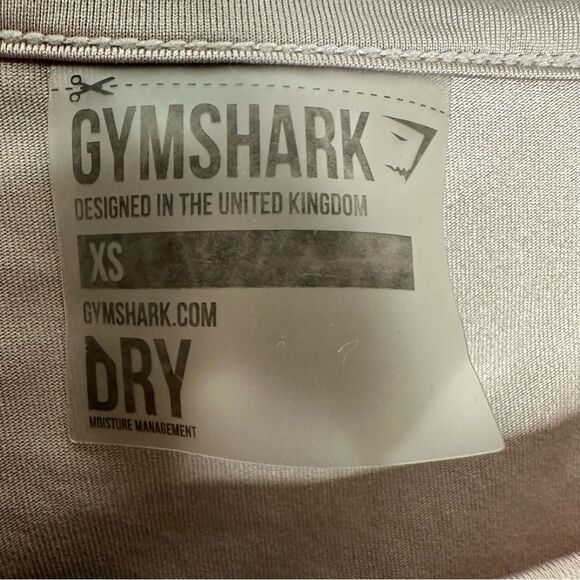 GYMSHARK
DESIGNED IN THE UNITED KINGDOM
XS
GYMSHARK.COM
DRY
MOISTURE MANAGEMENT